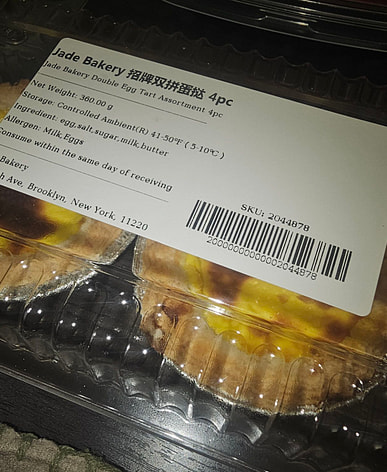 Jade Bakery 招牌双拼蛋挞 4pc
Jade Bakery Double Egg Tart Assortment 4pc
Net Weight: 360.00 g
Storage: Controlled Ambient(R) 41-50°F ( 5-10°C )
Ingredient: egg,salt,sugar,milk,butter
Allergen: Milk,Eggs
Consume within the same day of receiving
Bakery
h Ave, Brooklyn, New York, 11220
SKU: 2044878
20000000000002044878